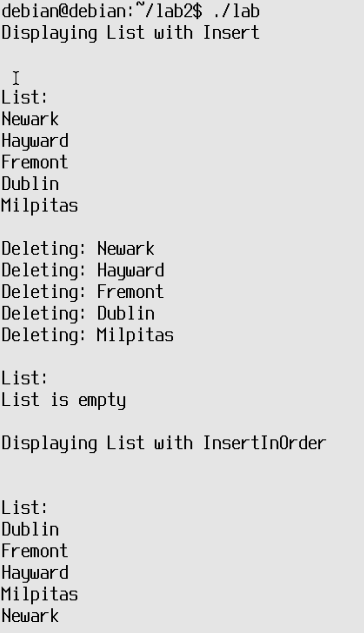 debian@debian:~/lab2$ ./lab
Displaying List with Insert
List:
Newark
Hayward
Fremont
Dublin
Milpitas
Deleting: Newark
Deleting: Hayward
Deleting: Fremont
Deleting: Dublin
Deleting: Milpitas
List:
List is empty
Displaying List with InsertInOrder
List:
Dublin
Fremont
Hayward
Milpitas
Newark